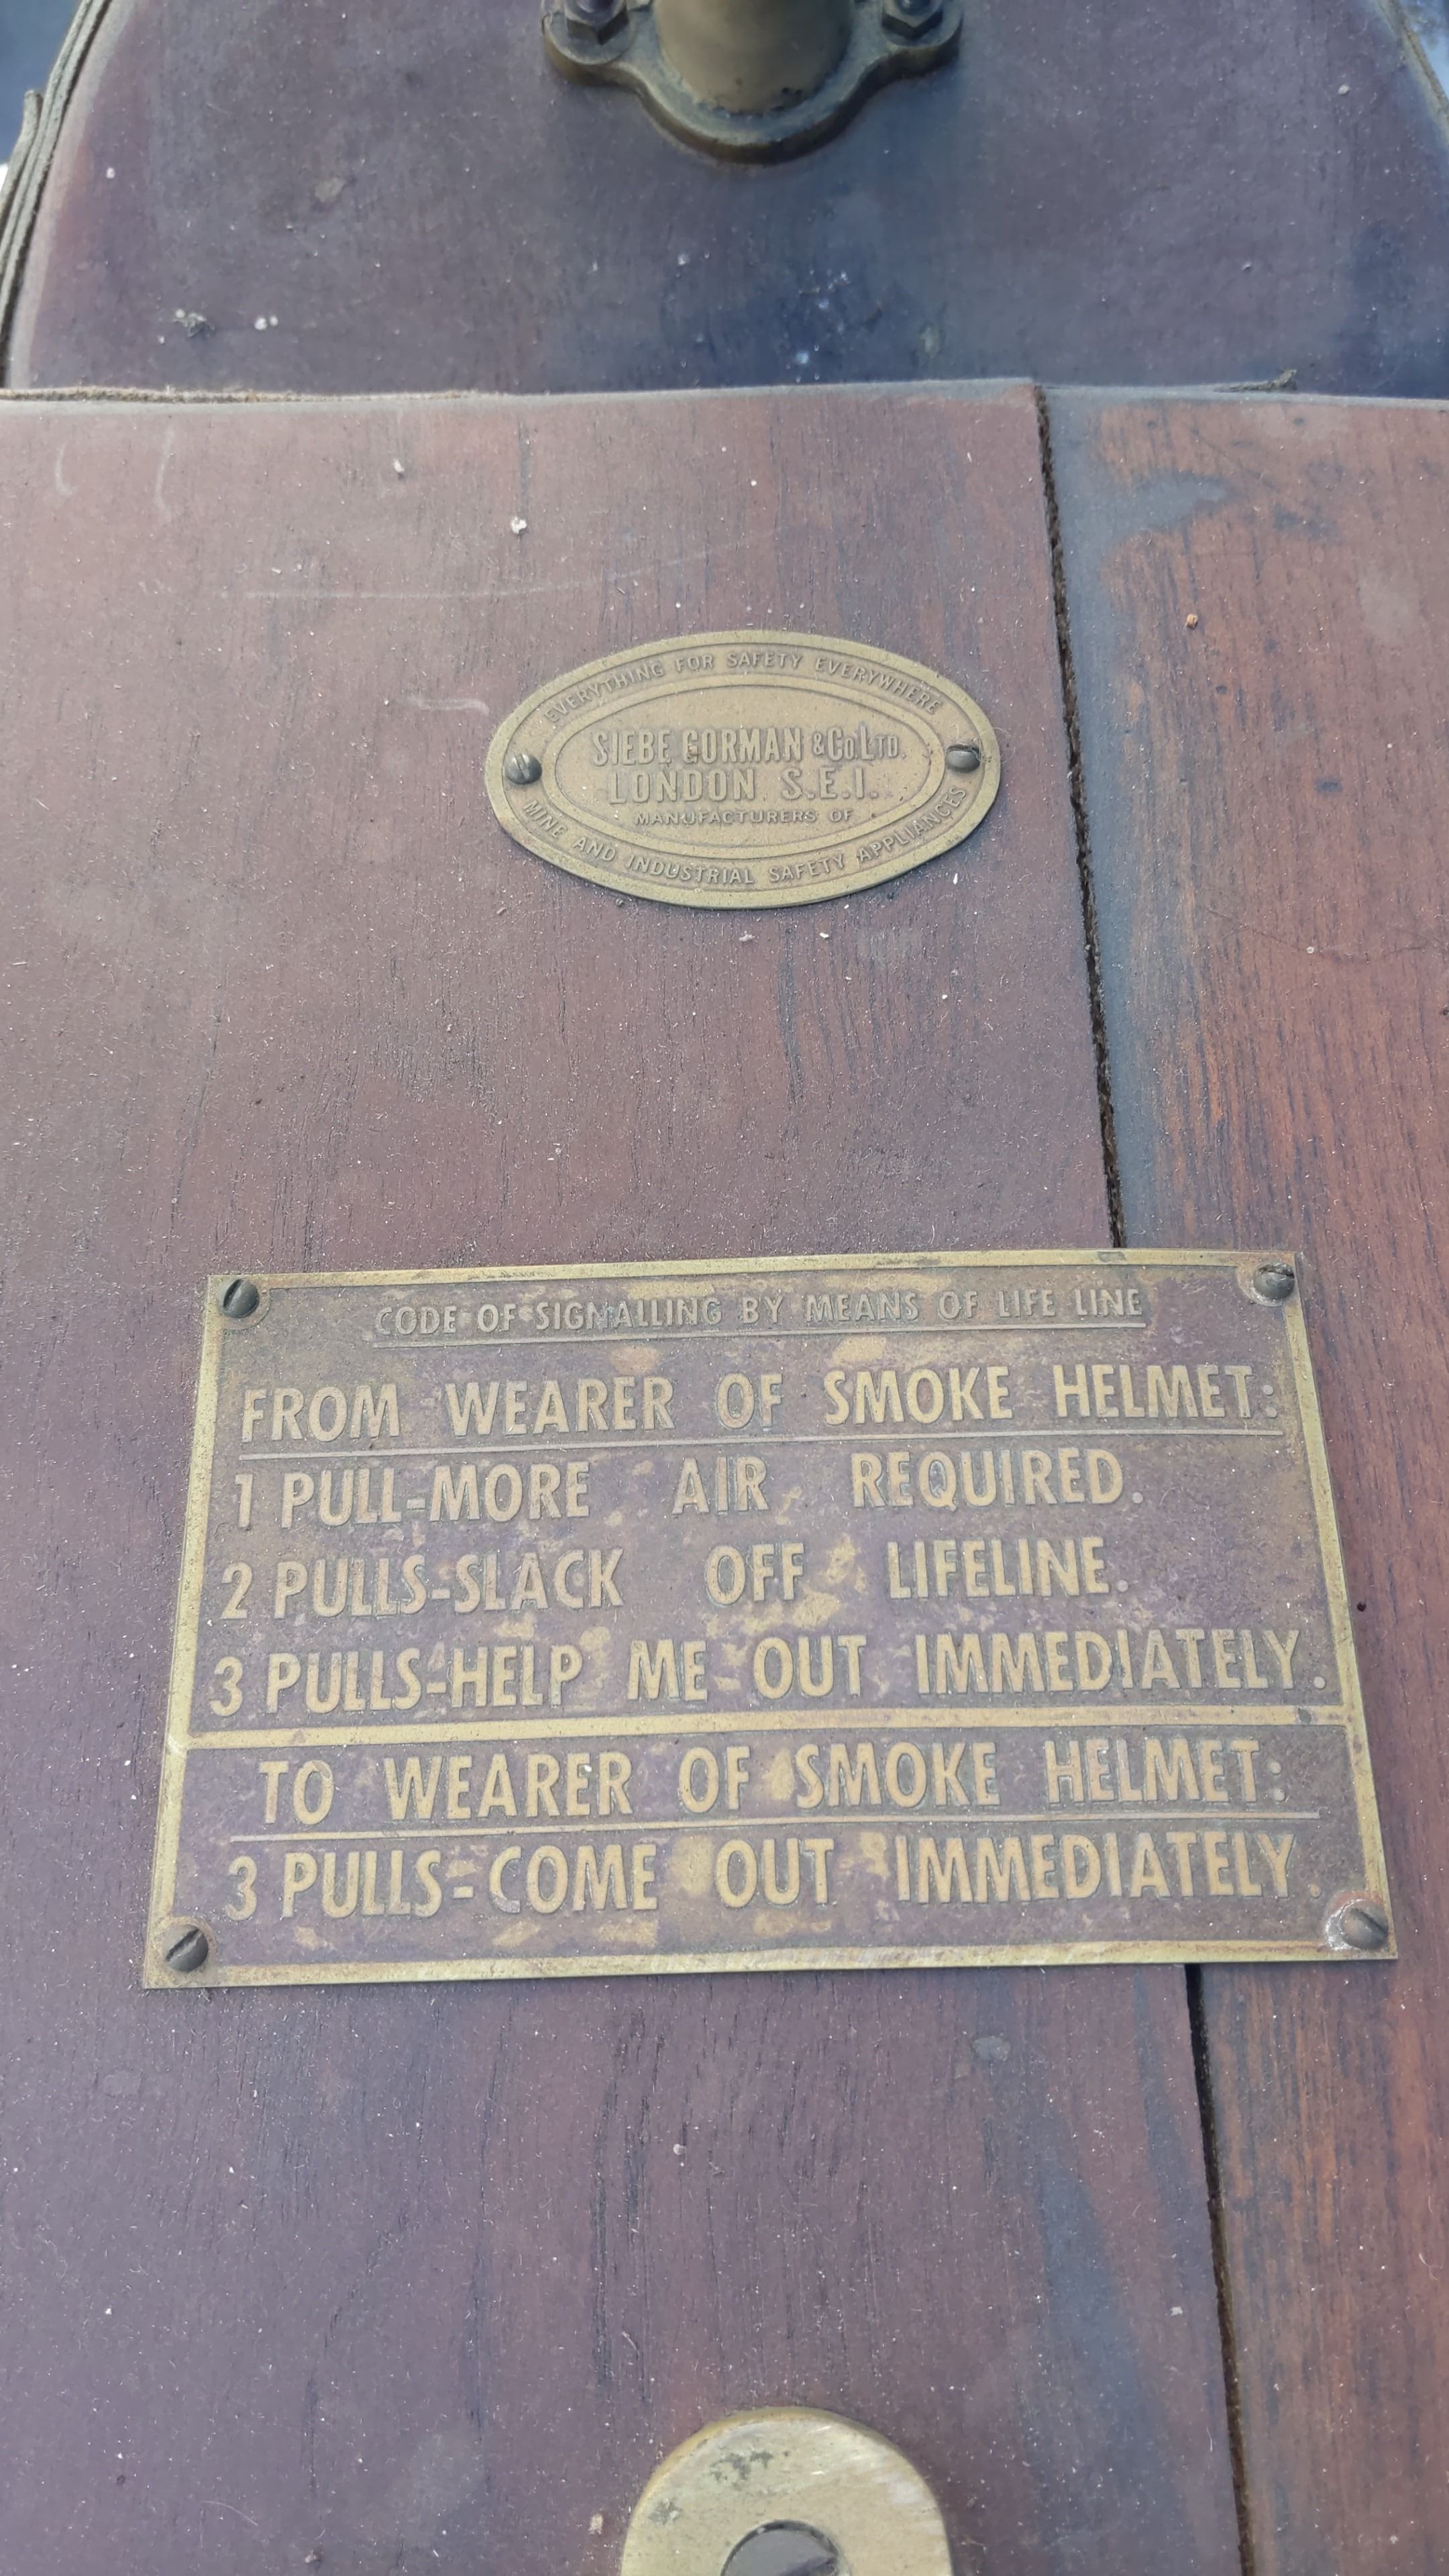 EVERYTHING FOR SAFETY EVERYWHERE
SIEBE GORMAN & Co. LTD.
LONDON S.E.I.
MANUFACTURERS OF
MINE AND INDUSTRIAL SAFETY APPLIANCES
CODE OF SIGNALLING BY MEANS OF LIFE LINE
FROM WEARER OF SMOKE HELMET:
1 PULL-MORE AIR REQUIRED.
2 PULLS-SLACK OFF LIFELINE.
3 PULLS-HELP ME OUT IMMEDIATELY.
TO WEARER OF SMOKE HELMET:
3 PULLS-COME OUT IMMEDIATELY.